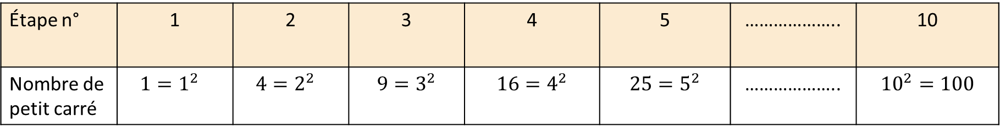 Étape n° 1 2 3 4 5 ……………….. 10
Nombre de petit carré 1 = 1² 4 = 2² 9 = 3² 16 = 4² 25 = 5² ……………….. 10² = 100